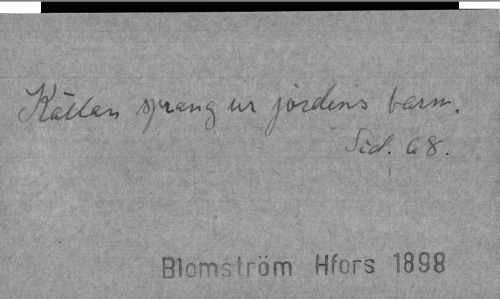 Källan sprang ur jordens barm.
Sid. 68.
Blomström Hfors 1898